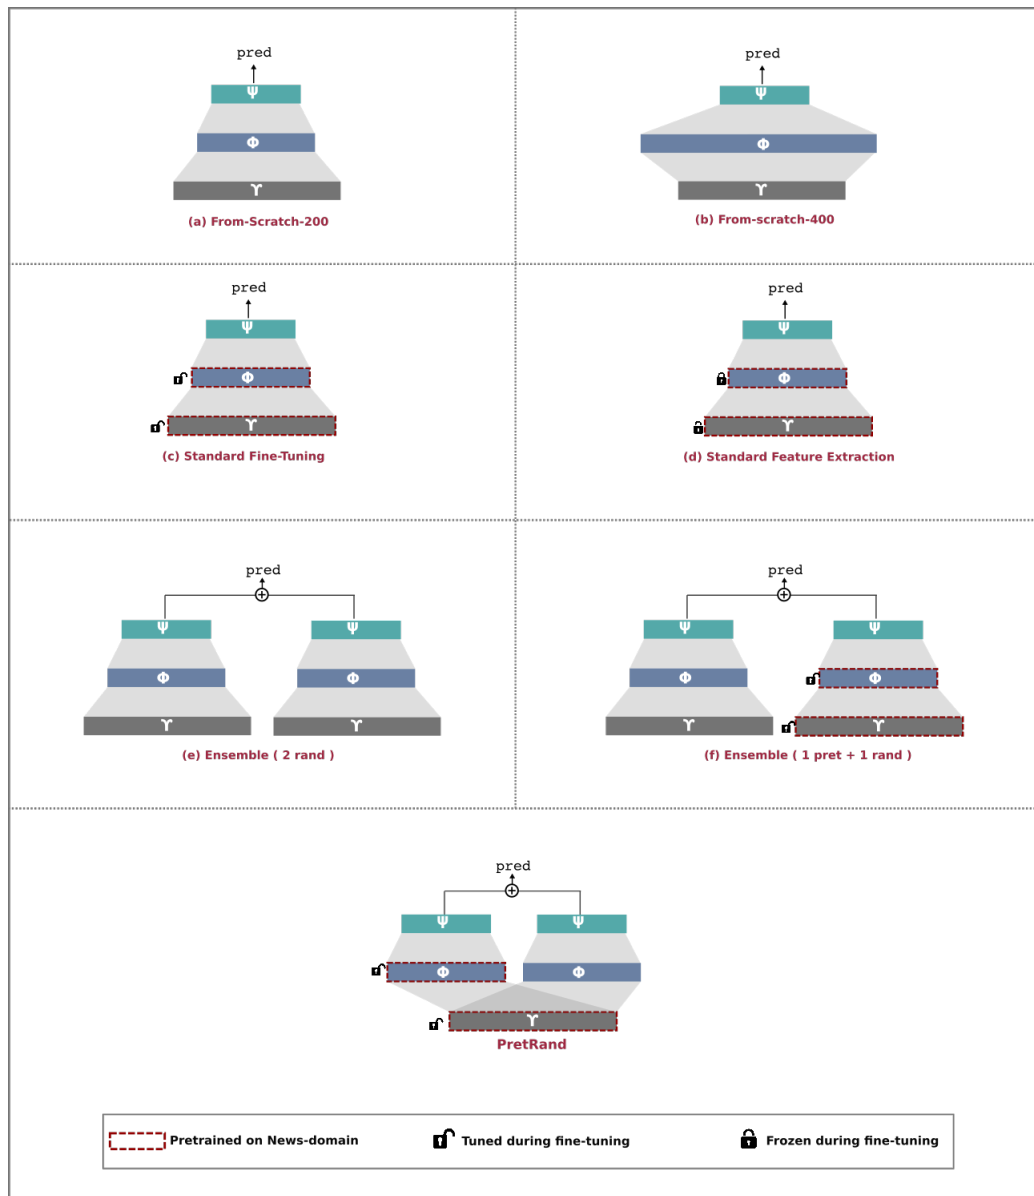 pred
Ψ
Φ
ϒ
(a) From-Scratch-200
pred
Ψ
Φ
ϒ
(b) From-scratch-400
pred
Ψ
Φ
ϒ
(c) Standard Fine-Tuning
pred
Ψ
Φ
ϒ
(d) Standard Feature Extraction
pred
Ψ Ψ
Φ Φ
ϒ ϒ
(e) Ensemble ( 2 rand )
pred
Ψ Ψ
Φ Φ
ϒ ϒ
(f) Ensemble ( 1 pret + 1 rand )
pred
Ψ Ψ
Φ Φ
ϒ
PretRand
Pretrained on News-domain Tuned during fine-tuning Frozen during fine-tuning